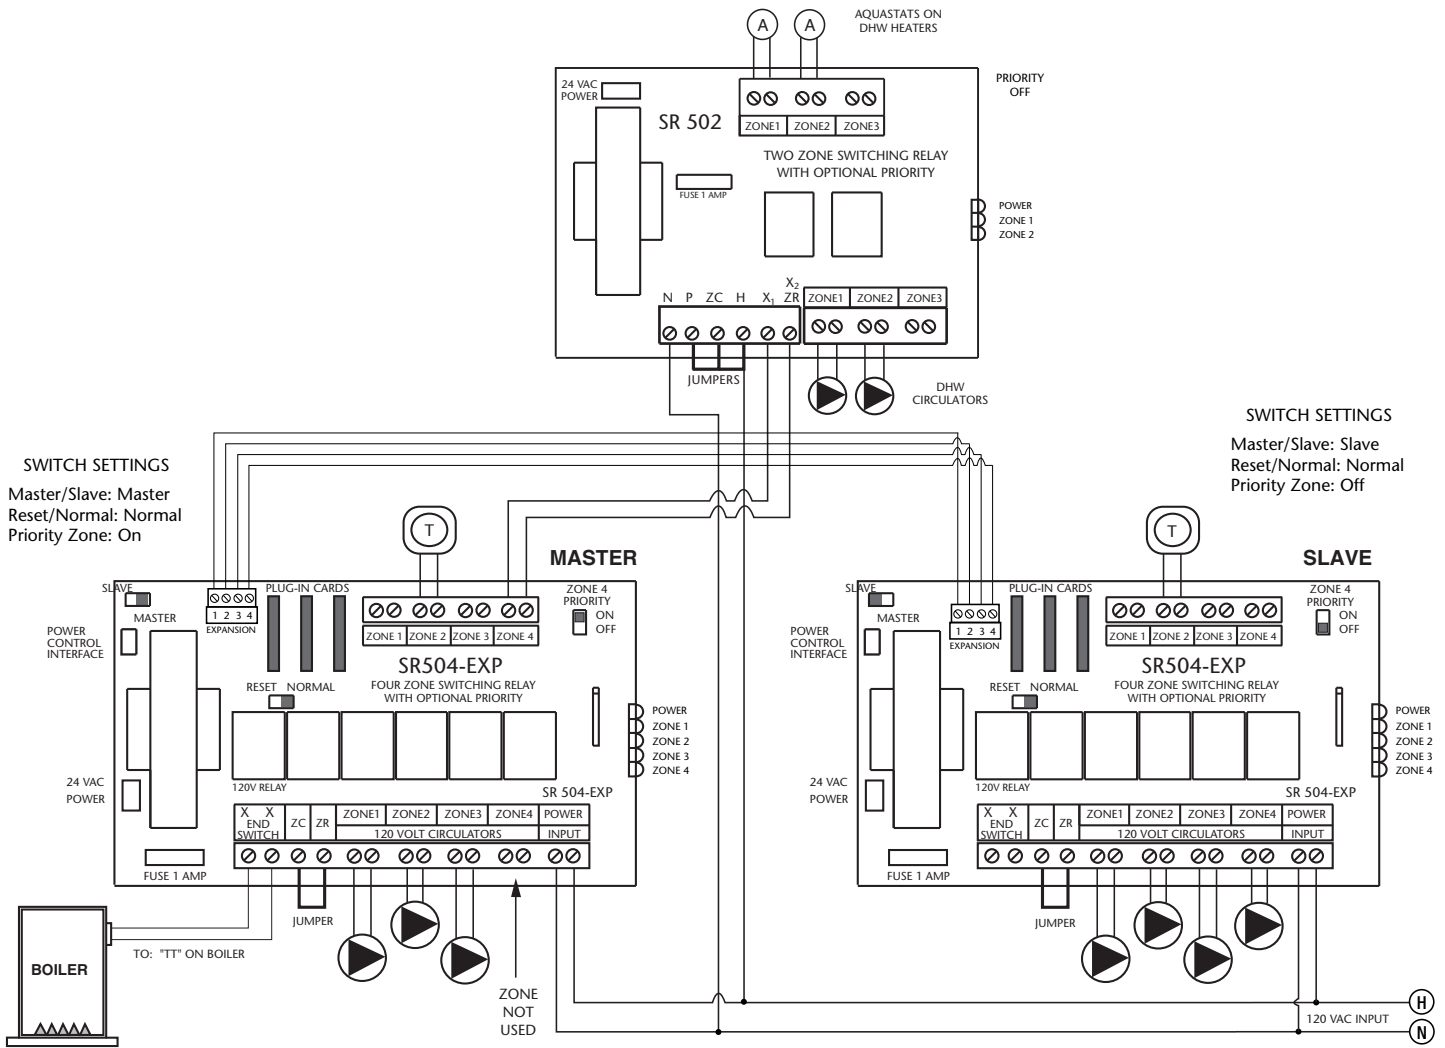 A A
AQUASTATS ON
DHW HEATERS
PRIORITY
OFF
24 VAC
POWER
SR 502
ZONE1 ZONE2 ZONE3
TWO ZONE SWITCHING RELAY
WITH OPTIONAL PRIORITY
FUSE 1 AMP
POWER
ZONE 1
ZONE 2
N P ZC H X1 X2 ZR
ZONE1 ZONE2 ZONE3
JUMPERS
DHW
CIRCULATORS
SWITCH SETTINGS
Master/Slave: Master
Reset/Normal: Normal
Priority Zone: On
SWITCH SETTINGS
Master/Slave: Slave
Reset/Normal: Normal
Priority Zone: Off
T
MASTER
SLAVE
MASTER
1 2 3 4
EXPANSION
PLUG-IN CARDS
ZONE 4
PRIORITY
ON
OFF
POWER
CONTROL
INTERFACE
ZONE 1 ZONE 2 ZONE 3 ZONE 4
SR504-EXP
FOUR ZONE SWITCHING RELAY
WITH OPTIONAL PRIORITY
RESET NORMAL
POWER
ZONE 1
ZONE 2
ZONE 3
ZONE 4
24 VAC
POWER
120V RELAY
SR 504-EXP
X X
END
SWITCH
ZC ZR
ZONE1 ZONE2 ZONE3 ZONE4 POWER
120 VOLT CIRCULATORS INPUT
FUSE 1 AMP
JUMPER
TO: "TT" ON BOILER
BOILER
ZONE
NOT
USED
T
SLAVE
SLAVE
MASTER
1 2 3 4
EXPANSION
PLUG-IN CARDS
ZONE 4
PRIORITY
ON
OFF
POWER
CONTROL
INTERFACE
ZONE 1 ZONE 2 ZONE 3 ZONE 4
SR504-EXP
FOUR ZONE SWITCHING RELAY
WITH OPTIONAL PRIORITY
RESET NORMAL
POWER
ZONE 1
ZONE 2
ZONE 3
ZONE 4
24 VAC
POWER
120V RELAY
SR 504-EXP
X X
END
SWITCH
ZC ZR
ZONE1 ZONE2 ZONE3 ZONE4 POWER
120 VOLT CIRCULATORS INPUT
FUSE 1 AMP
JUMPER
H
120 VAC INPUT
N